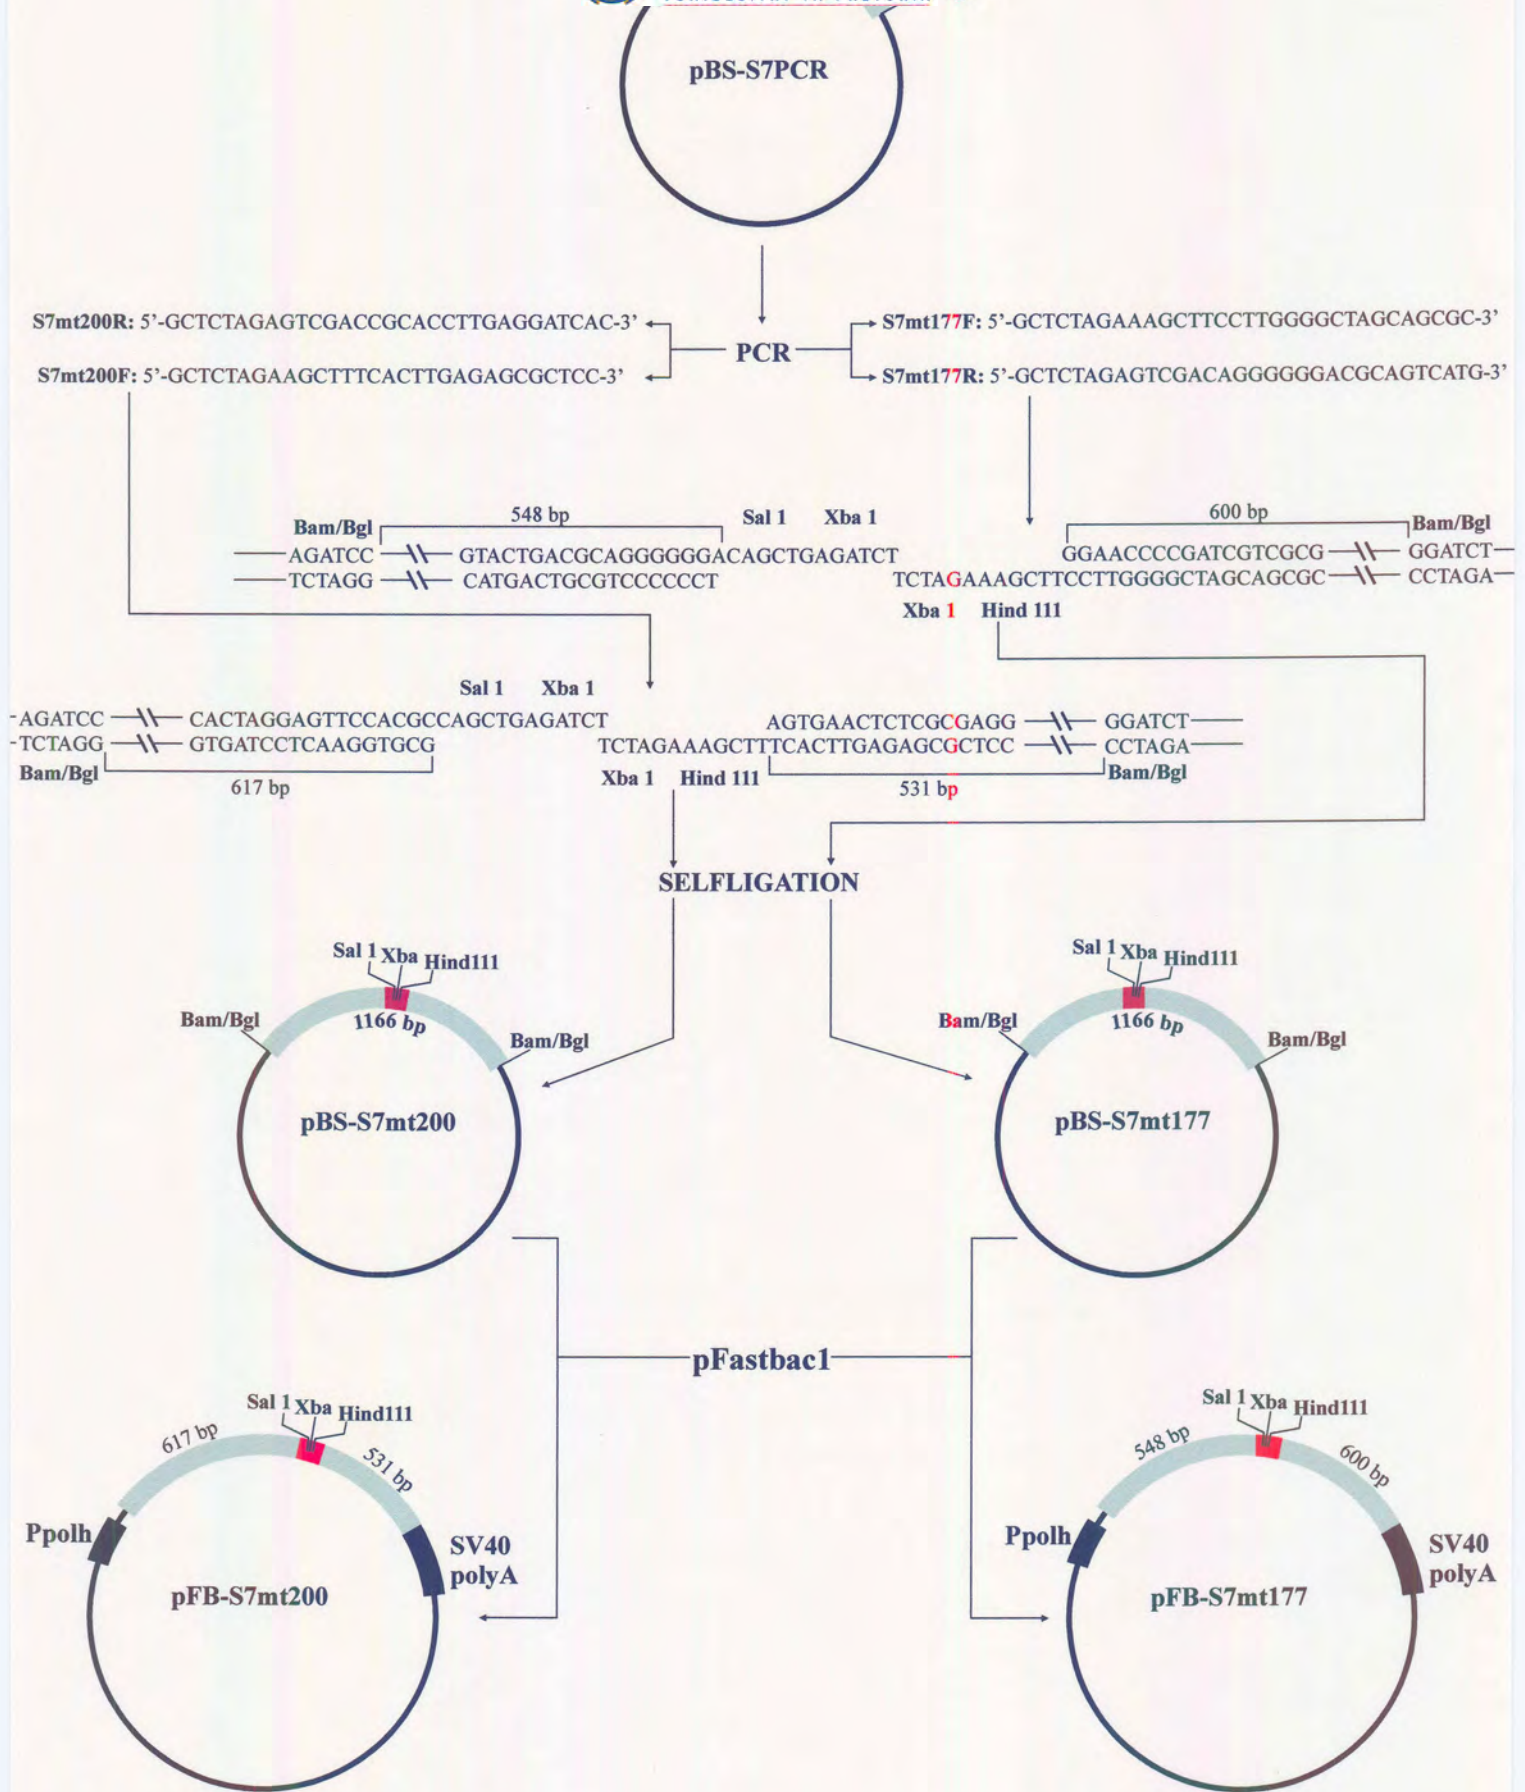 pBS-S7PCR
S7mt200R: 5’-GCTCTAGAGTCGACCGCACCTTGAGGATCAC-3’
S7mt177F: 5’-GCTCTAGAAAGCTTCCTTGGGGCTAGCAGCGC-3’
PCR
S7mt200F: 5’-GCTCTAGAAGCTTTCACTTGAGAGCGCTCC-3’
S7mt177R: 5’-GCTCTAGAGTCGACAGGGGGGACGCAGTCATG-3’
548 bp
Sal 1 Xba 1
600 bp
Bam/Bgl
Bam/Bgl
AGATCC GTACTGACGCAGGGGGGACAGCTGAGATCT
GGAACCCCGATCGTCGCG GGATCT
TCTAGG CATGACTGCGTCCCCCCT
TCTAGAAAGCTTCCTTGGGGCTAGCAGCGC CCTAGA
Xba 1 Hind 111
Sal 1 Xba 1
-AGATCC CACTAGGAGTTCCACGCCAGCTGAGATCT
AGTGAACTCTCGCGAGG GGATCT
-TCTAGG GTGATCCTCAAGGTGCG
TCTAGAAAGCTTTCACTTGAGAGCGCTCC CCTAGA
Bam/Bgl
617 bp
Xba 1 Hind 111
531 bp
Bam/Bgl
SELFLIGATION
Sal 1 Xba Hind111
Sal 1 Xba Hind111
Bam/Bgl
1166 bp
Bam/Bgl
Bam/Bgl
1166 bp
Bam/Bgl
pBS-S7mt200
pBS-S7mt177
pFastbac1
Sal 1 Xba Hind111
Sal 1 Xba Hind111
617 bp
531 bp
548 bp
600 bp
Ppolh
SV40
polyA
Ppolh
SV40
polyA
pFB-S7mt200
pFB-S7mt177